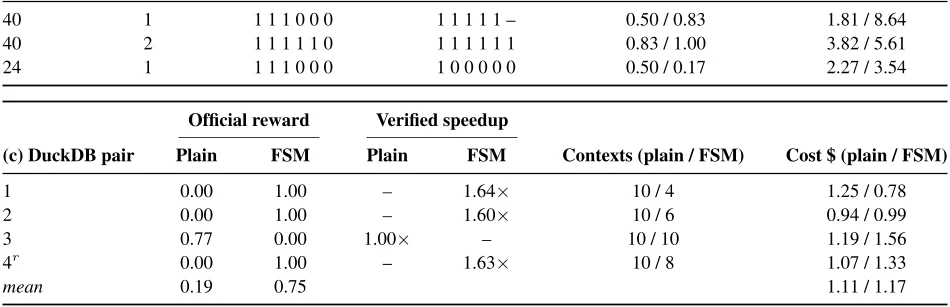 40 1 1 1 1 0 0 0 1 1 1 1 1 – 0.50 / 0.83 1.81 / 8.64
40 2 1 1 1 1 1 0 1 1 1 1 1 1 0.83 / 1.00 3.82 / 5.61
24 1 1 1 1 0 0 0 1 0 0 0 0 0 0.50 / 0.17 2.27 / 3.54
Official reward Verified speedup
(c) DuckDB pair Plain FSM Plain FSM Contexts (plain / FSM) Cost $ (plain / FSM)
1 0.00 1.00 – 1.64× 10 / 4 1.25 / 0.78
2 0.00 1.00 – 1.60× 10 / 6 0.94 / 0.99
3 0.77 0.00 1.00× – 10 / 10 1.19 / 1.56
4ʳ 0.00 1.00 – 1.63× 10 / 8 1.07 / 1.33
mean 0.19 0.75 1.11 / 1.17